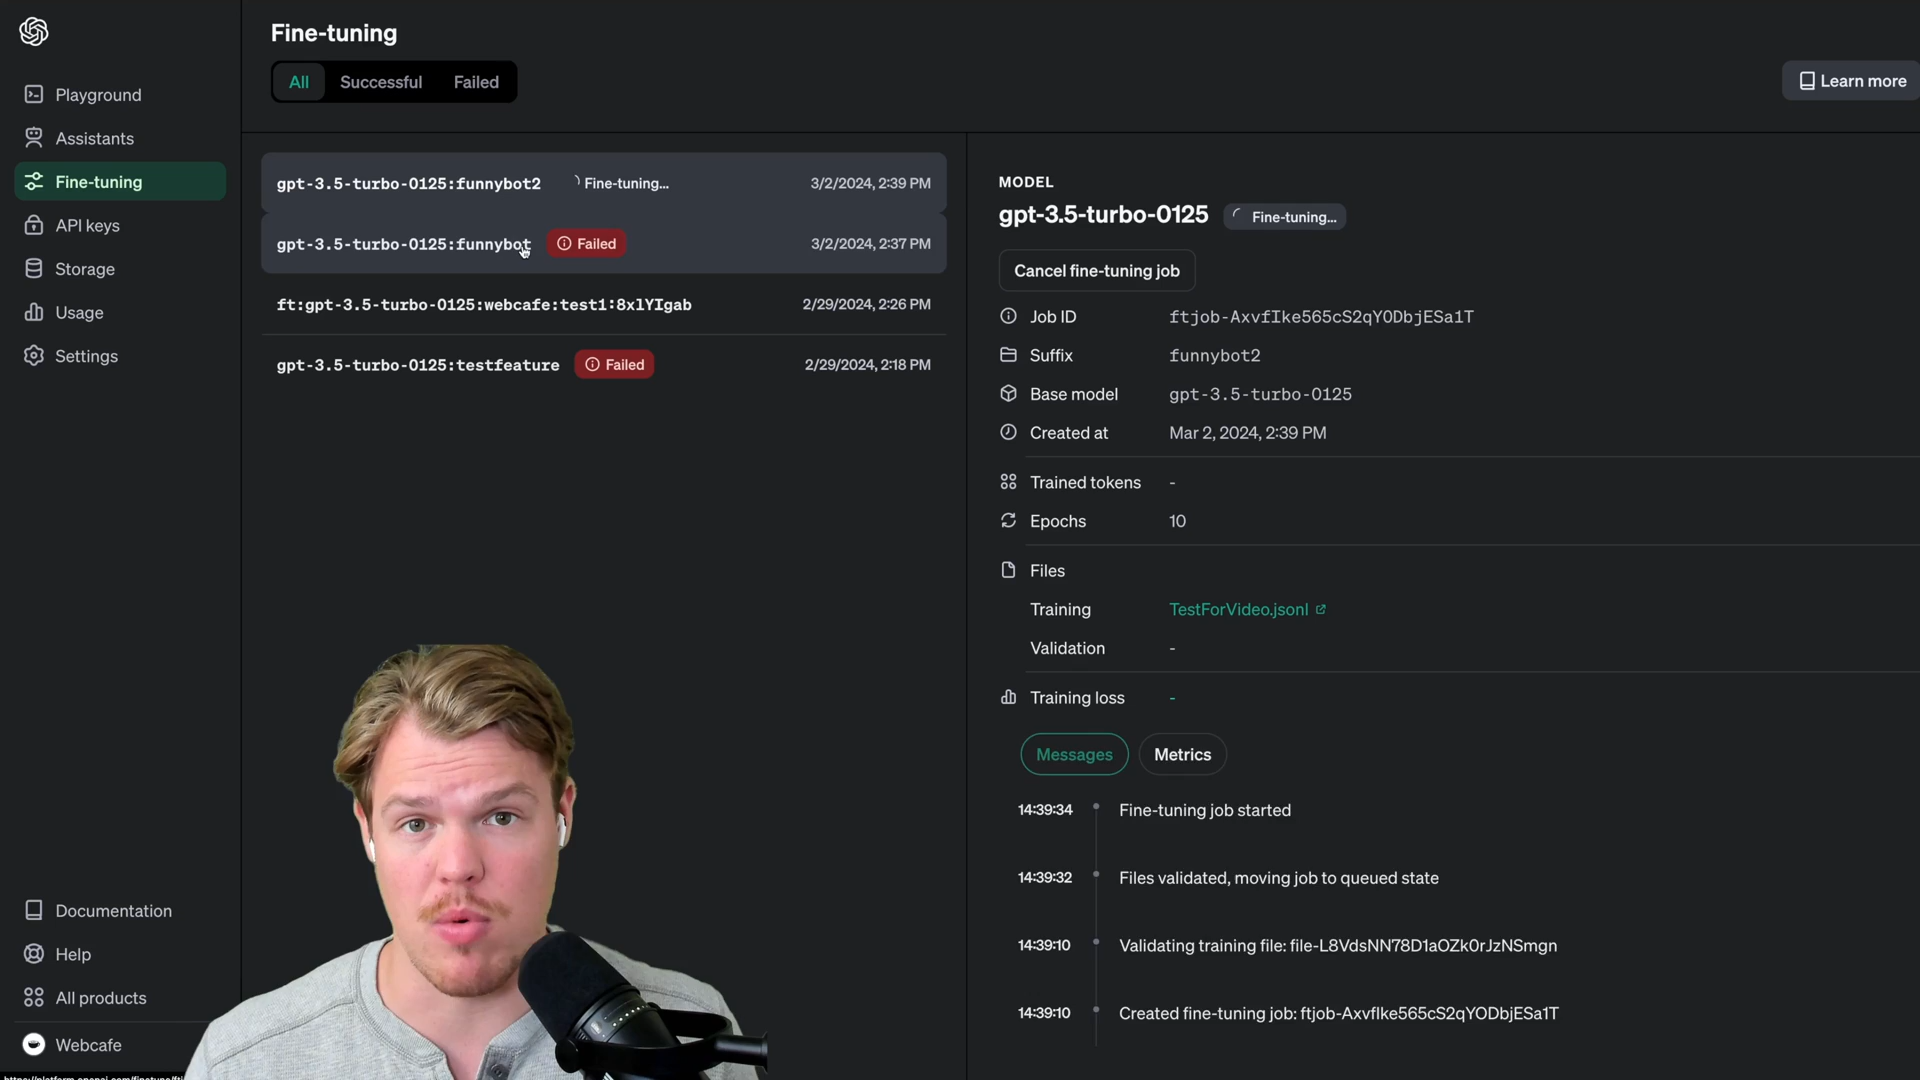 Fine-tuning
All Successful Failed
Learn more
Playground
Assistants
Fine-tuning
API keys
Storage
Usage
Settings
gpt-3.5-turbo-0125:funnybot2 Fine-tuning... 3/2/2024, 2:39 PM
gpt-3.5-turbo-0125:funnybot Failed 3/2/2024, 2:37 PM
ft:gpt-3.5-turbo-0125:webcafe:test1:8xlYIgab 2/29/2024, 2:26 PM
gpt-3.5-turbo-0125:testfeature Failed 2/29/2024, 2:18 PM
MODEL
gpt-3.5-turbo-0125 Fine-tuning...
Cancel fine-tuning job
Job ID ftjob-AxvfIke565cS2qYODbjESa1T
Suffix funnybot2
Base model gpt-3.5-turbo-0125
Created at Mar 2, 2024, 2:39 PM
Trained tokens -
Epochs 10
Files
Training TestForVideo.jsonl
Validation -
Training loss -
Messages Metrics
14:39:34 Fine-tuning job started
14:39:32 Files validated, moving job to queued state
14:39:10 Validating training file: file-L8VdsNN78D1aOZk0rJzNSmgn
14:39:10 Created fine-tuning job: ftjob-AxvfIke565cS2qYODbjESa1T
Documentation
Help
All products
Webcafe